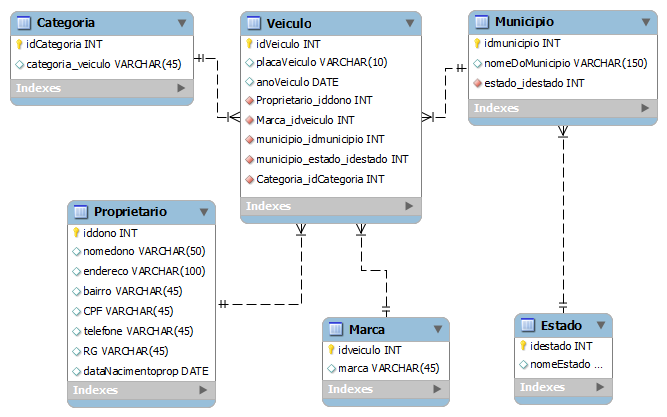 Categoria
idCategoria INT
categoria_veiculo VARCHAR(45)
Indexes
Veiculo
idVeiculo INT
placaVeiculo VARCHAR(10)
anoVeiculo DATE
Proprietario_iddono INT
Marca_idveiculo INT
municipio_idmunicipio INT
municipio_estado_idestado INT
Categoria_idCategoria INT
Indexes
Municipio
idmunicipio INT
nomeDoMunicipio VARCHAR(150)
estado_idestado INT
Indexes
Proprietario
iddono INT
nomedono VARCHAR(50)
endereco VARCHAR(100)
bairro VARCHAR(45)
CPF VARCHAR(45)
telefone VARCHAR(45)
RG VARCHAR(45)
dataNacimentoprop DATE
Indexes
Marca
idveiculo INT
marca VARCHAR(45)
Indexes
Estado
idestado INT
nomeEstado ...
Indexes